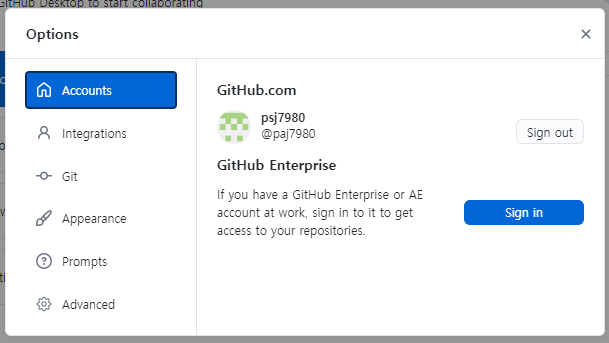 GitHub Desktop to start collaborating
Options
Accounts
Integrations
Git
Appearance
Prompts
Advanced
GitHub.com
psj7980
@paj7980
Sign out
GitHub Enterprise
If you have a GitHub Enterprise or AE
account at work, sign in to it to get
access to your repositories.
Sign in